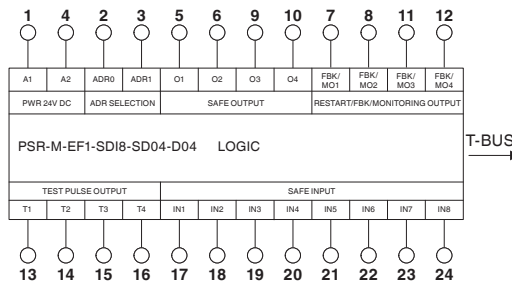 1 4 2 3 5 6 9 10 7 8 11 12
A1 A2 ADR0 ADR1 O1 O2 O3 O4 FBK/MO1 FBK/MO2 FBK/MO3 FBK/MO4
PWR 24V DC ADR SELECTION SAFE OUTPUT RESTART/FBK/MONITORING OUTPUT
PSR-M-EF1-SDI8-SD04-D04 LOGIC T-BUS
TEST PULSE OUTPUT SAFE INPUT
T1 T2 T3 T4 IN1 IN2 IN3 IN4 IN5 IN6 IN7 IN8
13 14 15 16 17 18 19 20 21 22 23 24